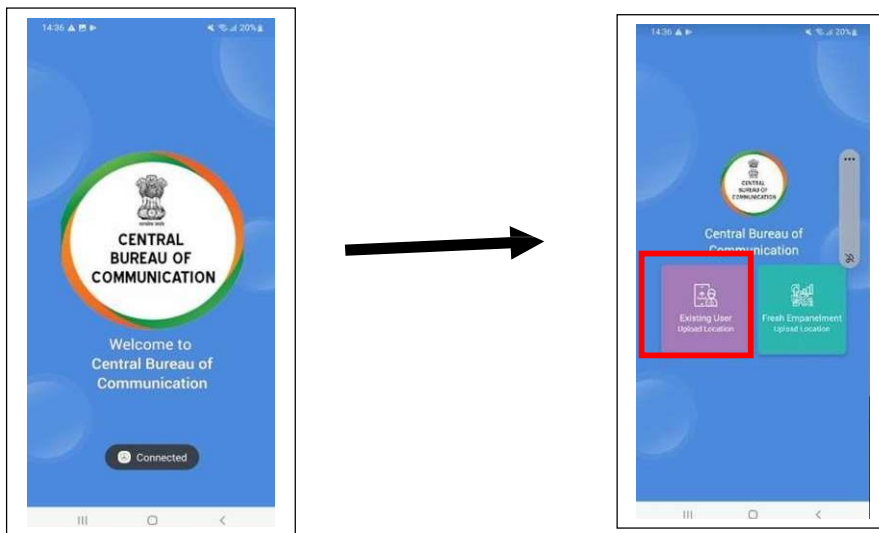 14:36
20%
CENTRAL
BUREAU OF
COMMUNICATION
Welcome to
Central Bureau of
Communication
Connected
14:36
20%
CENTRAL
BUREAU OF
COMMUNICATION
Central Bureau of
Communication
Existing User
Upload Location
Fresh Empanelment
Upload Location